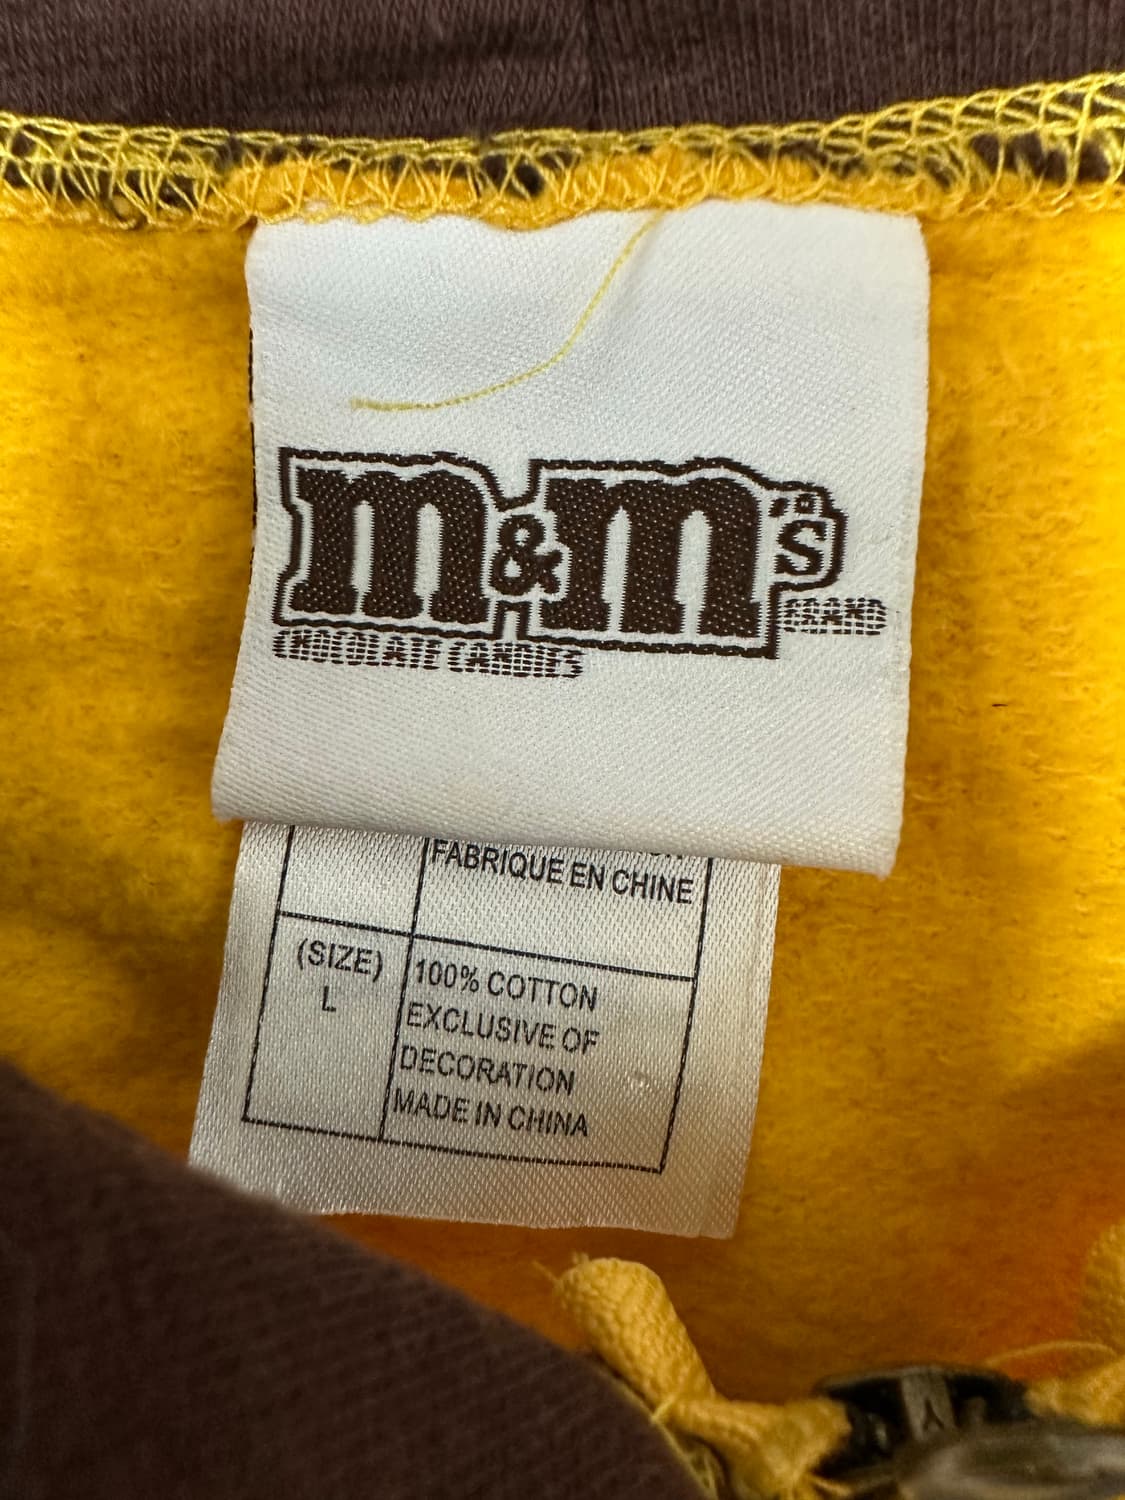 m&m's
BRAND
CHOCOLATE CANDIES
FABRIQUE EN CHINE
(SIZE)
L
100% COTTON
EXCLUSIVE OF
DECORATION
MADE IN CHINA